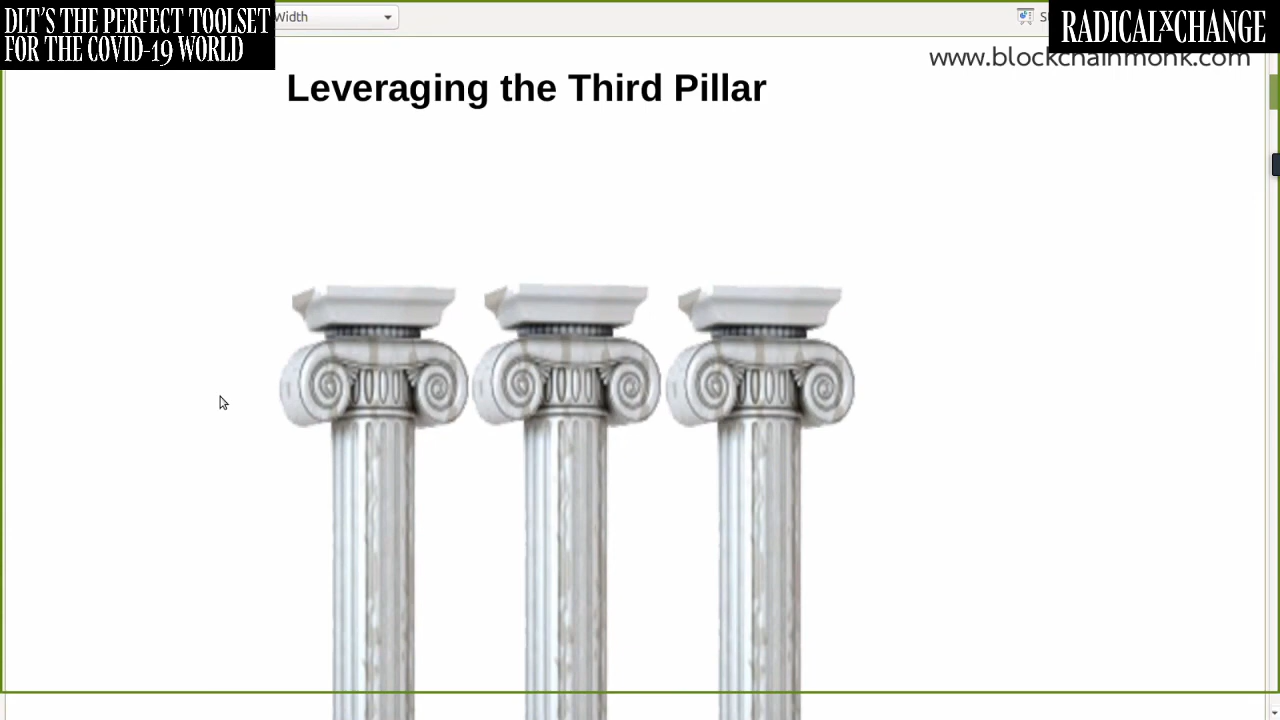 DLT'S THE PERFECT TOOLSET
FOR THE COVID-19 WORLD
Width
RADICALXCHANGE
www.blockchainmonk.com
Leveraging the Third Pillar